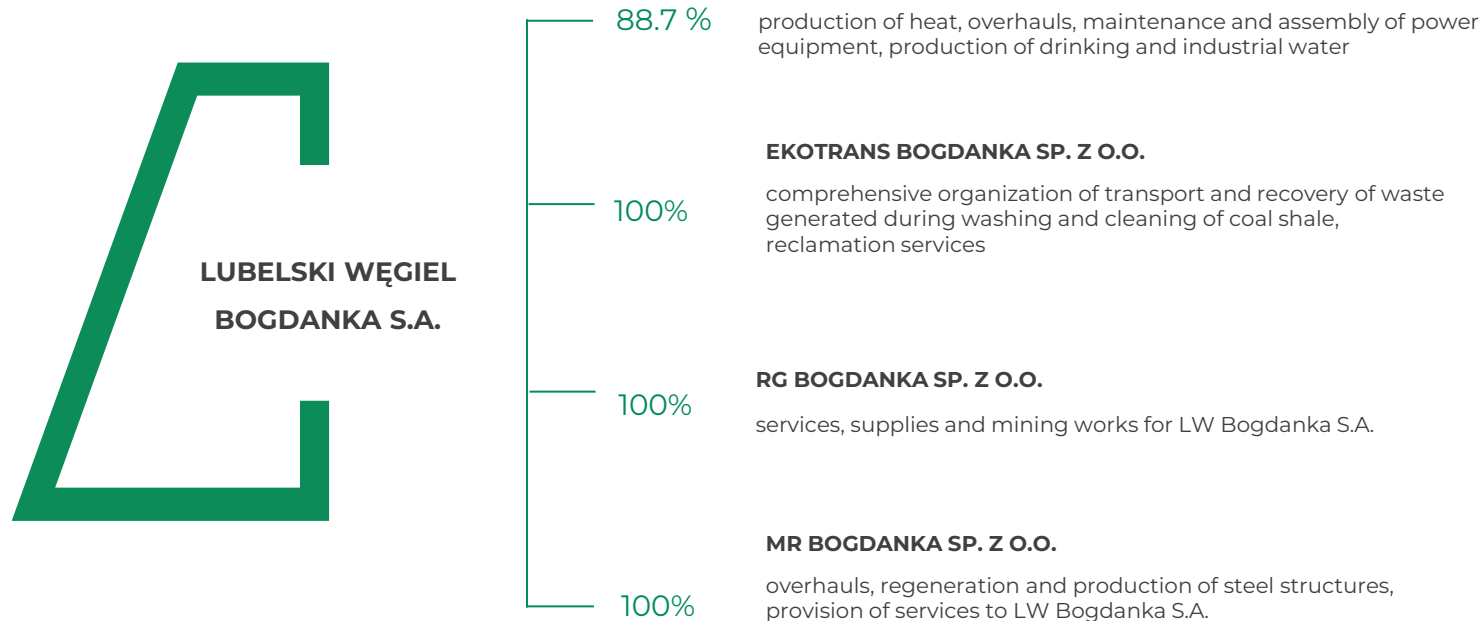 88.7 %
production of heat, overhauls, maintenance and assembly of power
equipment, production of drinking and industrial water
EKOTRANS BOGDANKA SP. Z O.O.
100%
comprehensive organization of transport and recovery of waste
generated during washing and cleaning of coal shale,
reclamation services
LUBELSKI WĘGIEL
BOGDANKA S.A.
RG BOGDANKA SP. Z O.O.
100%
services, supplies and mining works for LW Bogdanka S.A.
MR BOGDANKA SP. Z O.O.
100%
overhauls, regeneration and production of steel structures,
provision of services to LW Bogdanka S.A.